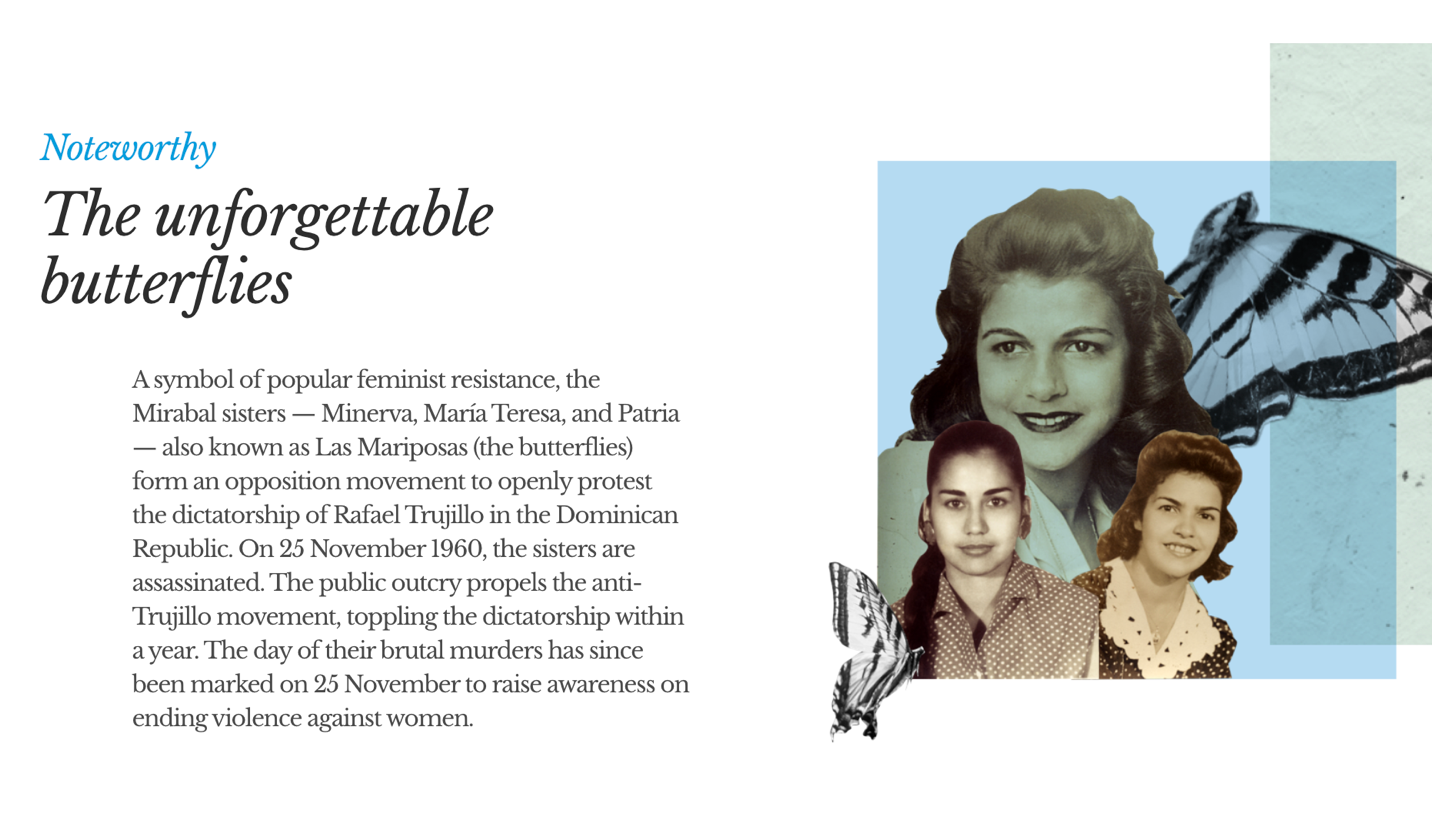 Noteworthy
The unforgettable
butterflies
A symbol of popular feminist resistance, the
Mirabal sisters — Minerva, María Teresa, and Patria
— also known as Las Mariposas (the butterflies)
form an opposition movement to openly protest
the dictatorship of Rafael Trujillo in the Dominican
Republic. On 25 November 1960, the sisters are
assassinated. The public outcry propels the anti-
Trujillo movement, toppling the dictatorship within
a year. The day of their brutal murders has since
been marked on 25 November to raise awareness on
ending violence against women.